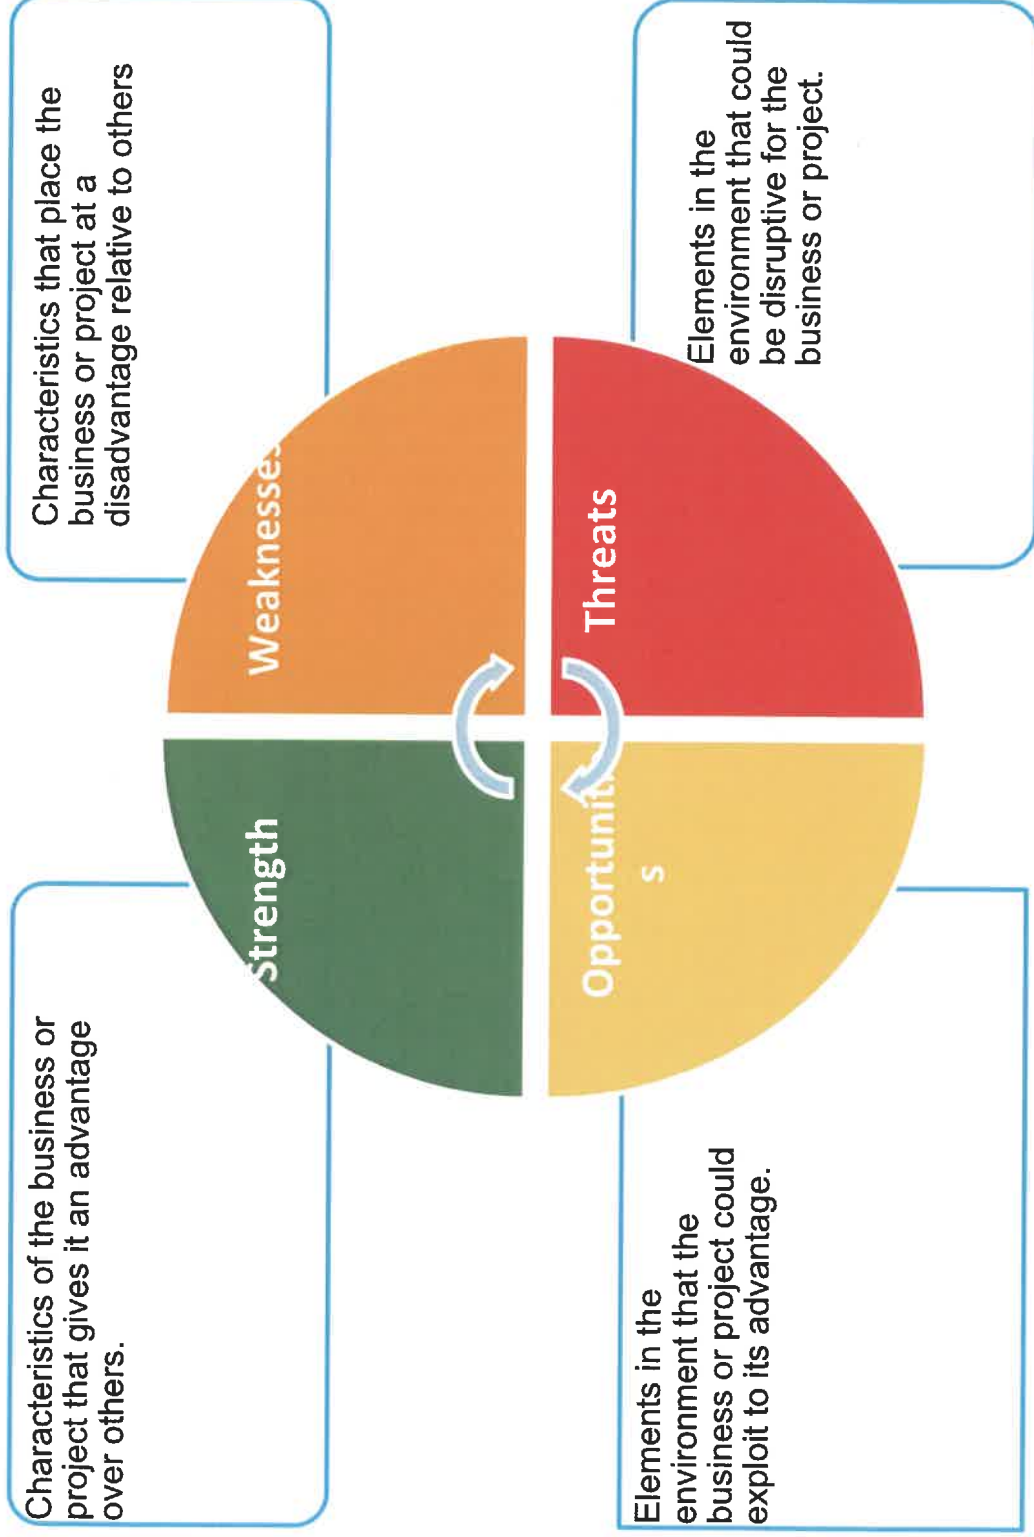 Characteristics of the business or
project that gives it an advantage
over others.
Characteristics that place the
business or project at a
disadvantage relative to others
Strength
Weaknesses
Opportuniti
s
Threats
Elements in the
environment that the
business or project could
exploit to its advantage.
Elements in the
environment that could
be disruptive for the
business or project.